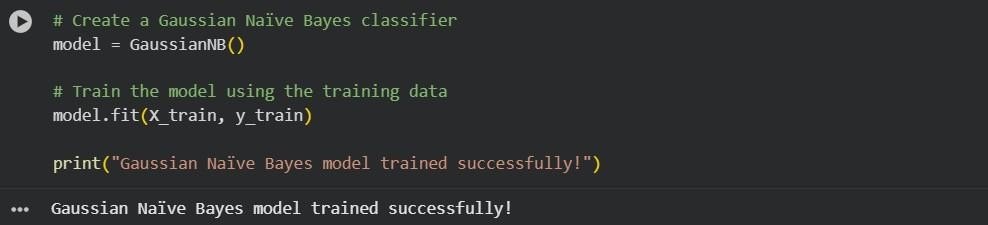 # Create a Gaussian Naïve Bayes classifier
model = GaussianNB()
# Train the model using the training data
model.fit(X_train, y_train)
print("Gaussian Naïve Bayes model trained successfully!")
Gaussian Naïve Bayes model trained successfully!